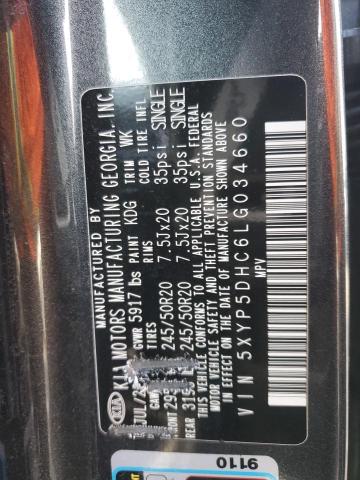 KIA
MANUFACTURED BY
KIA MOTORS MANUFACTURING GEORGIA, INC.
GVWR 5917 lbs PAINT KDG TRIM WK
TIRES RIMS COLD TIRE INFL.
245/50R20 7.5Jx20 35psi SINGLE
REAR 245/50R20 7.5Jx20 35psi SINGLE
THIS VEHICLE CONFORMS TO ALL APPLICABLE U.S.A. FEDERAL
MOTOR VEHICLE SAFETY AND THEFT PREVENTION STANDARDS
IN EFFECT ON THE DATE OF MANUFACTURE SHOWN ABOVE
VIN 5XYP5DHC6LG034660
MPV
9110